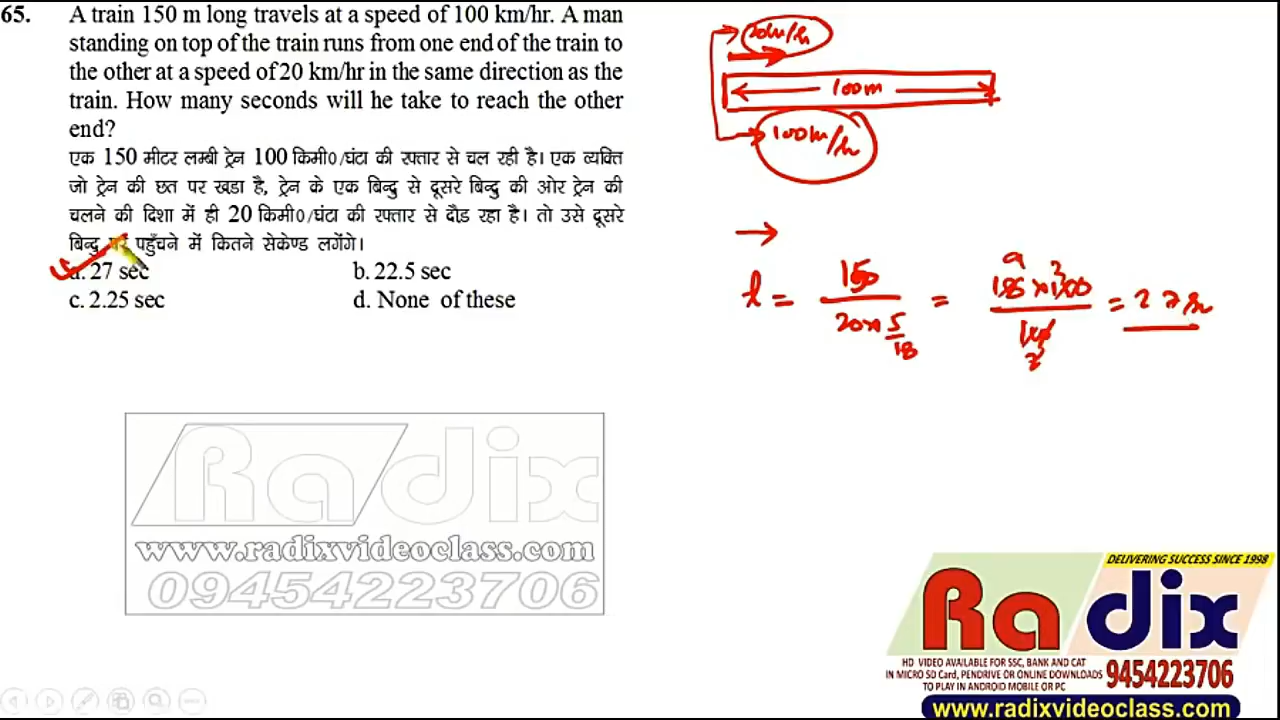 65. A train 150 m long travels at a speed of 100 km/hr. A man
standing on top of the train runs from one end of the train to
the other at a speed of 20 km/hr in the same direction as the
train. How many seconds will he take to reach the other
end?
एक 150 मीटर लम्बी ट्रेन 100 किमी०/घंटा की रफ्तार से चल रही है। एक व्यक्ति
जो ट्रेन की छत पर खडा है, ट्रेन के एक बिन्दु से दूसरे बिन्दु की ओर ट्रेन की
चलने की दिशा में ही 20 किमी०/घंटा की रफ्तार से दौड रहा है। तो उसे दूसरे
बिन्दु पर पहुँचने में कितने सेकेण्ड लगेंगे।
a. 27 sec b. 22.5 sec
c. 2.25 sec d. None of these
100m
100m/h
150
20×5
18
Radix
www.radixvideoclass.com
09454223706
DELIVERING SUCCESS SINCE 1998
Radix
HD VIDEO AVAILABLE FOR SSC, BANK AND CAT
IN MICRO SD Card, PENDRIVE OR ONLINE DOWNLOADS
TO PLAY IN ANDROID MOBILE OR PC
9454223706
www.radixvideoclass.com